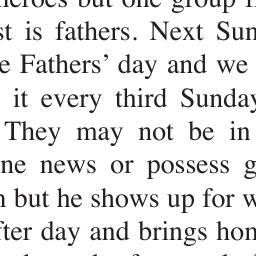 heroes but one group
st is fathers. Next Sun
e Fathers’ day and we
it every third Sunday
They may not be in
ne news or possess g
n but he shows up for w
fter day and brings hom